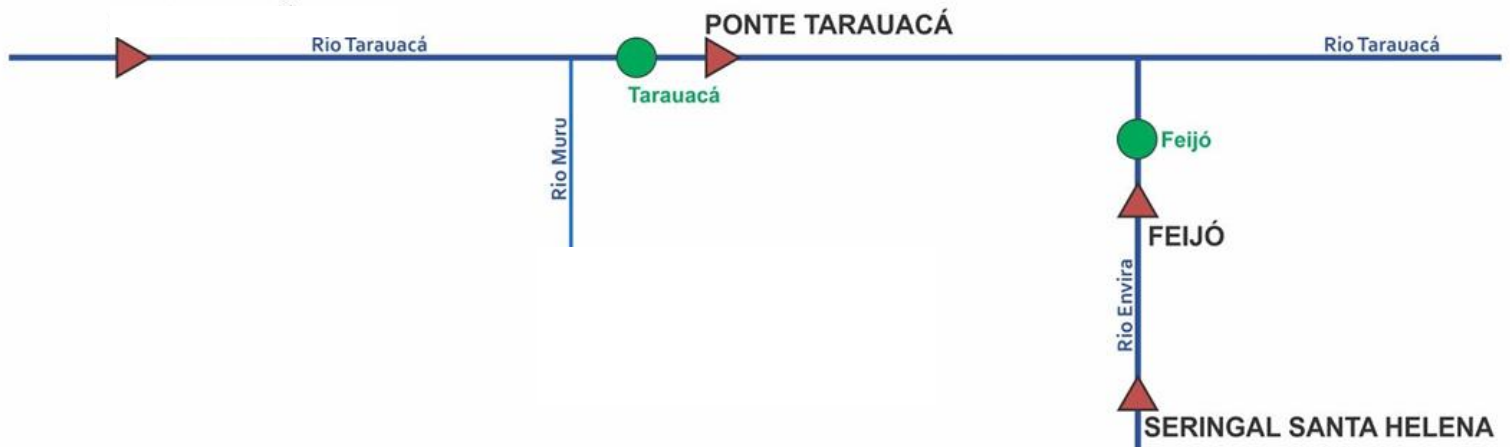 PONTE TARAUACÁ
Rio Tarauacá
Rio Tarauacá
Tarauacá
Rio Muru
Feijó
FEIJÓ
Rio Envira
SERINGAL SANTA HELENA